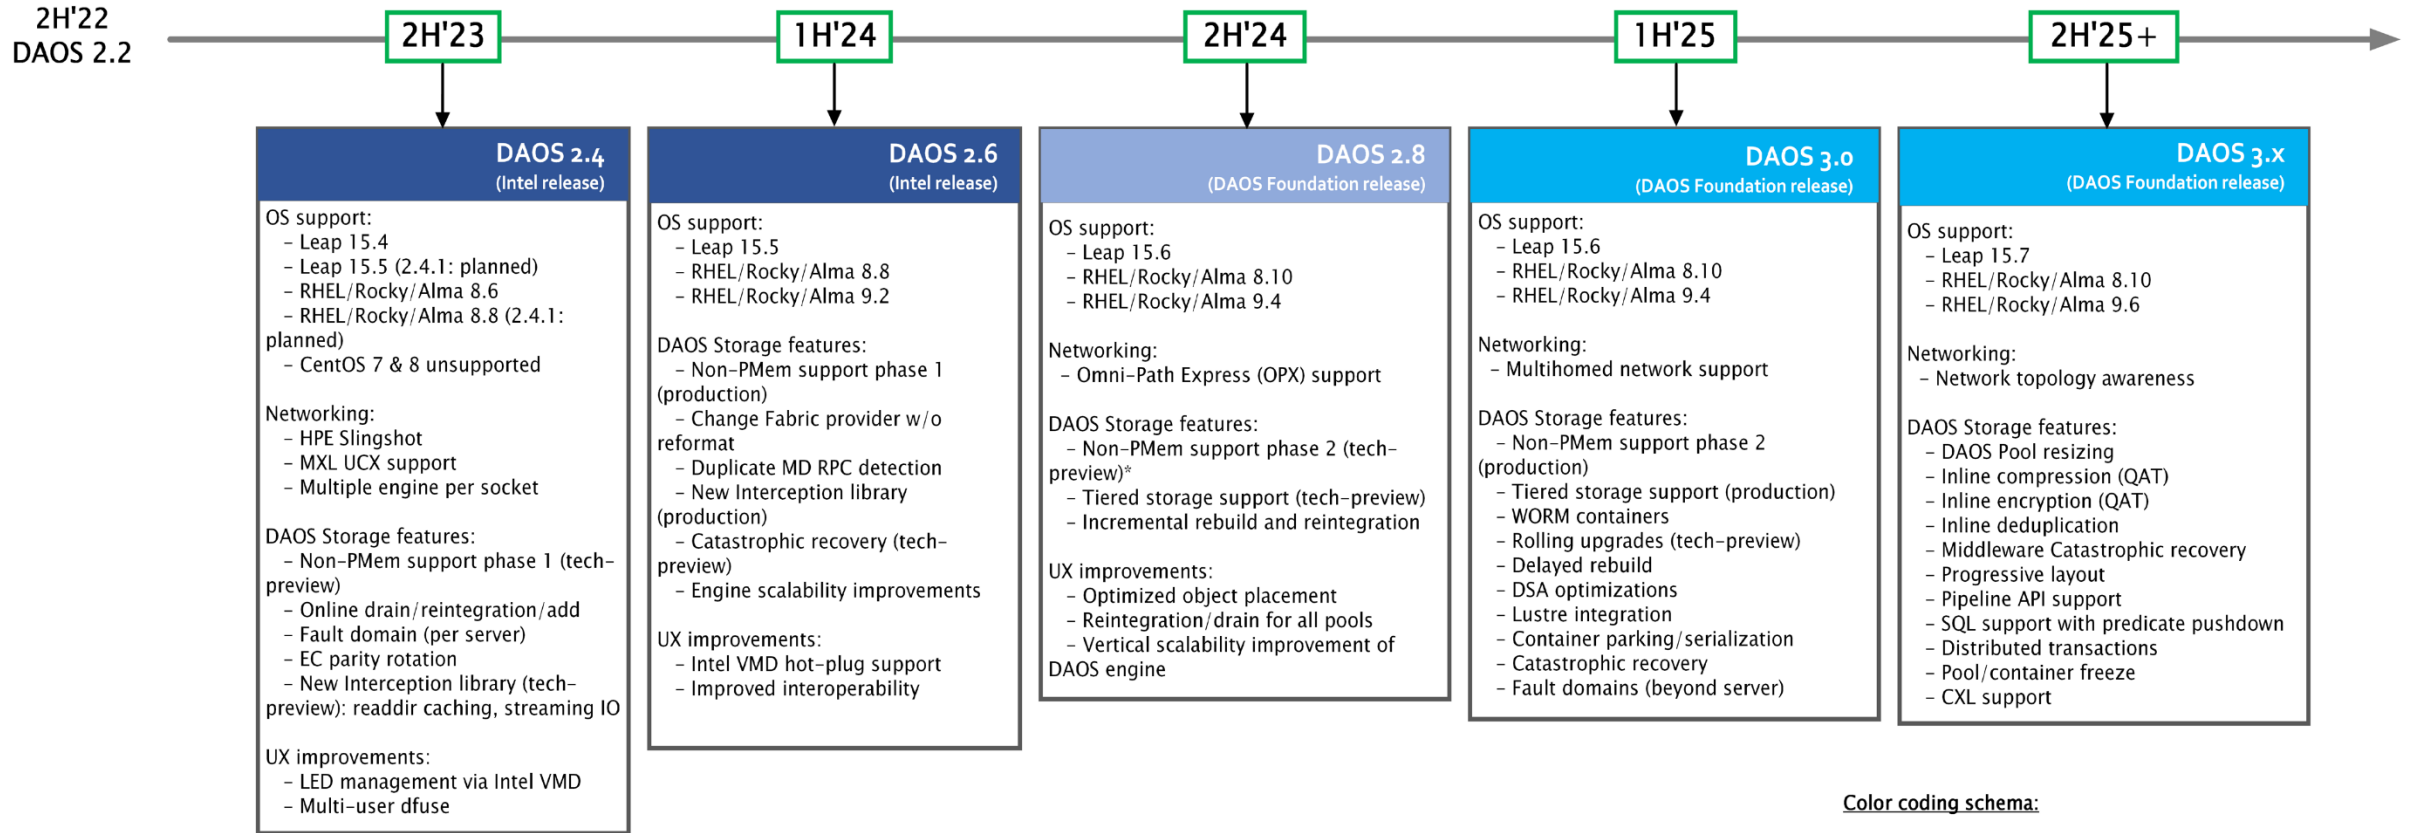 2H'22
DAOS 2.2
2H'23
1H'24
2H'24
1H'25
2H'25+
DAOS 2.4
(Intel release)
OS support:
– Leap 15.4
– Leap 15.5 (2.4.1: planned)
– RHEL/Rocky/Alma 8.6
– RHEL/Rocky/Alma 8.8 (2.4.1:
planned)
– CentOS 7 & 8 unsupported
Networking:
– HPE Slingshot
– MXL UCX support
– Multiple engine per socket
DAOS Storage features:
– Non-PMem support phase 1 (tech-
preview)
– Online drain/reintegration/add
– Fault domain (per server)
– EC parity rotation
– New Interception library (tech-
preview): readdir caching, streaming IO
UX improvements:
– LED management via Intel VMD
– Multi-user dfuse
DAOS 2.6
(Intel release)
OS support:
– Leap 15.5
– RHEL/Rocky/Alma 8.8
– RHEL/Rocky/Alma 9.2
DAOS Storage features:
– Non-PMem support phase 1
(production)
– Change Fabric provider w/o
reformat
– Duplicate MD RPC detection
– New Interception library
(production)
– Catastrophic recovery (tech-
preview)
– Engine scalability improvements
UX improvements:
– Intel VMD hot-plug support
– Improved interoperability
DAOS 2.8
(DAOS Foundation release)
OS support:
– Leap 15.6
– RHEL/Rocky/Alma 8.10
– RHEL/Rocky/Alma 9.4
Networking:
– Omni-Path Express (OPX) support
DAOS Storage features:
– Non-PMem support phase 2 (tech-
preview)*
– Tiered storage support (tech-preview)
– Incremental rebuild and reintegration
UX improvements:
– Optimized object placement
– Reintegration/drain for all pools
– Vertical scalability improvement of
DAOS engine
DAOS 3.0
(DAOS Foundation release)
OS support:
– Leap 15.6
– RHEL/Rocky/Alma 8.10
– RHEL/Rocky/Alma 9.4
Networking:
– Multihomed network support
DAOS Storage features:
– Non-PMem support phase 2
(production)
– Tiered storage support (production)
– WORM containers
– Rolling upgrades (tech-preview)
– Delayed rebuild
– DSA optimizations
– Lustre integration
– Container parking/serialization
– Catastrophic recovery
– Fault domains (beyond server)
DAOS 3.x
(DAOS Foundation release)
OS support:
– Leap 15.7
– RHEL/Rocky/Alma 8.10
– RHEL/Rocky/Alma 9.6
Networking:
– Network topology awareness
DAOS Storage features:
– DAOS Pool resizing
– Inline compression (QAT)
– Inline encryption (QAT)
– Inline deduplication
– Middleware Catastrophic recovery
– Progressive layout
– Pipeline API support
– SQL support with predicate pushdown
– Distributed transactions
– Pool/container freeze
– CXL support
Color coding schema: